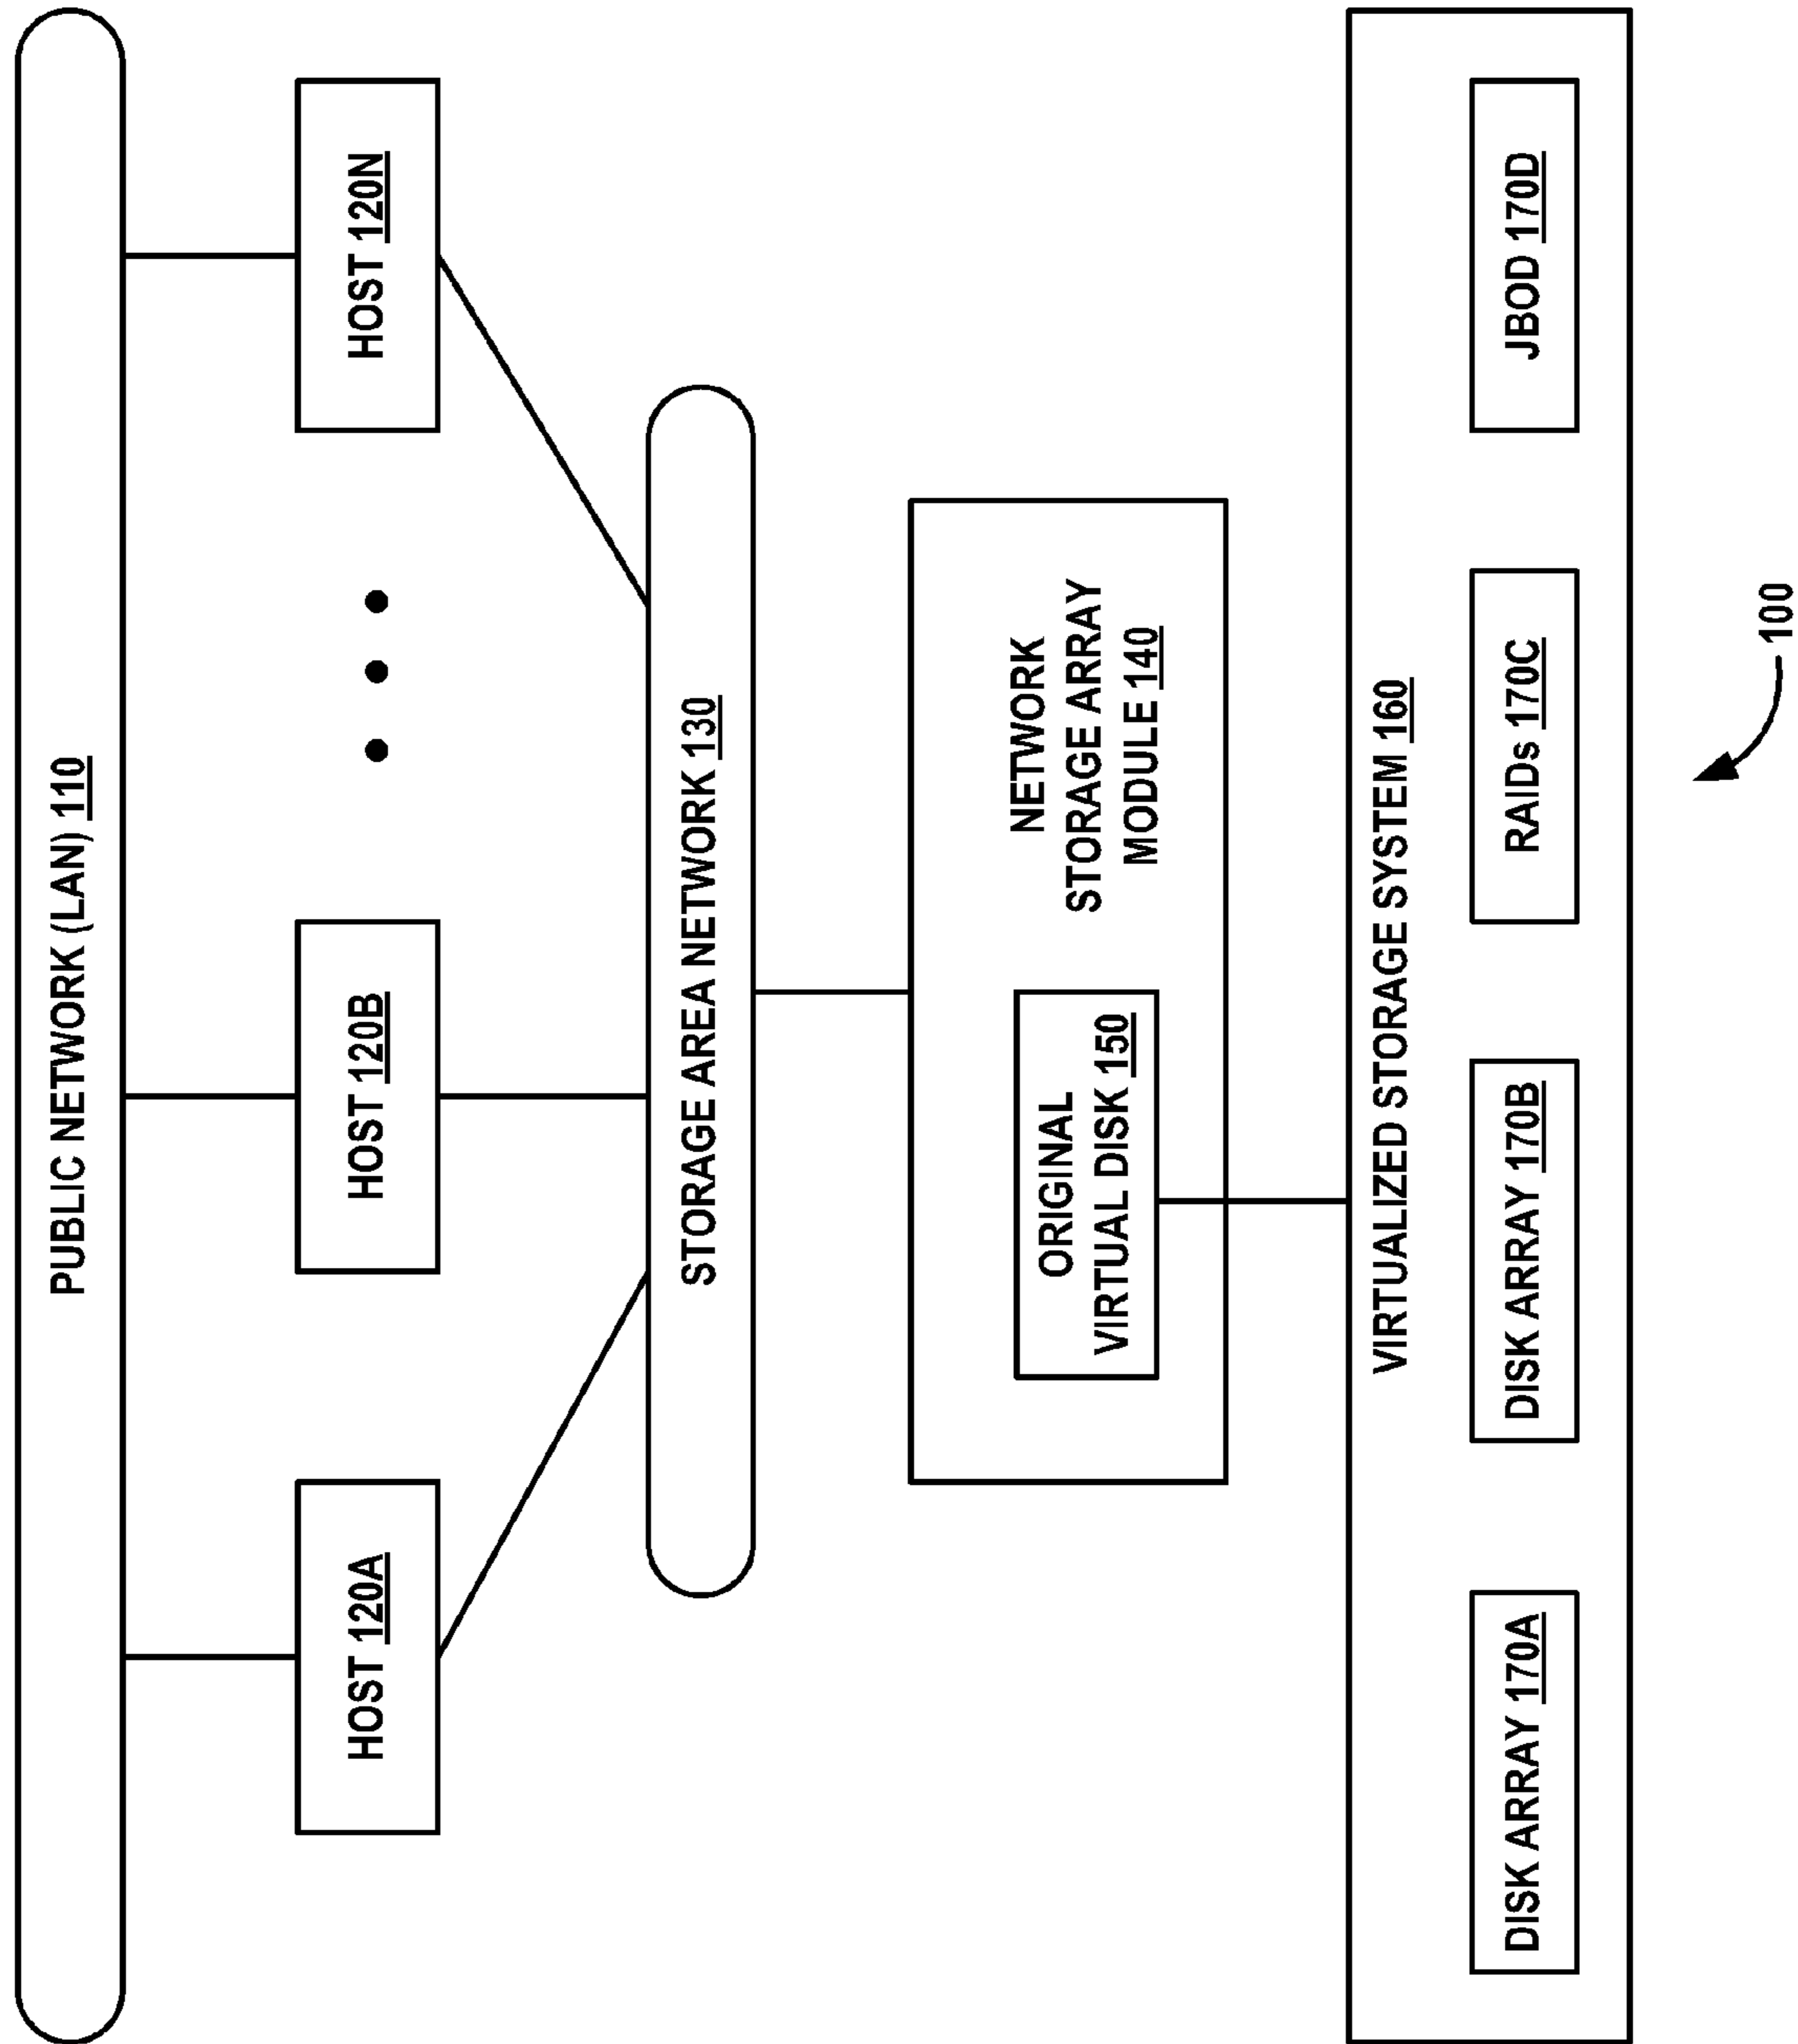 PUBLIC NETWORK (LAN) 110
HOST 120A
HOST 120B
HOST 120N
STORAGE AREA NETWORK 130
NETWORK
STORAGE ARRAY
MODULE 140
ORIGINAL
VIRTUAL DISK 150
VIRTUALIZED STORAGE SYSTEM 160
DISK ARRAY 170A
DISK ARRAY 170B
RAIDs 170C
JBOD 170D
100